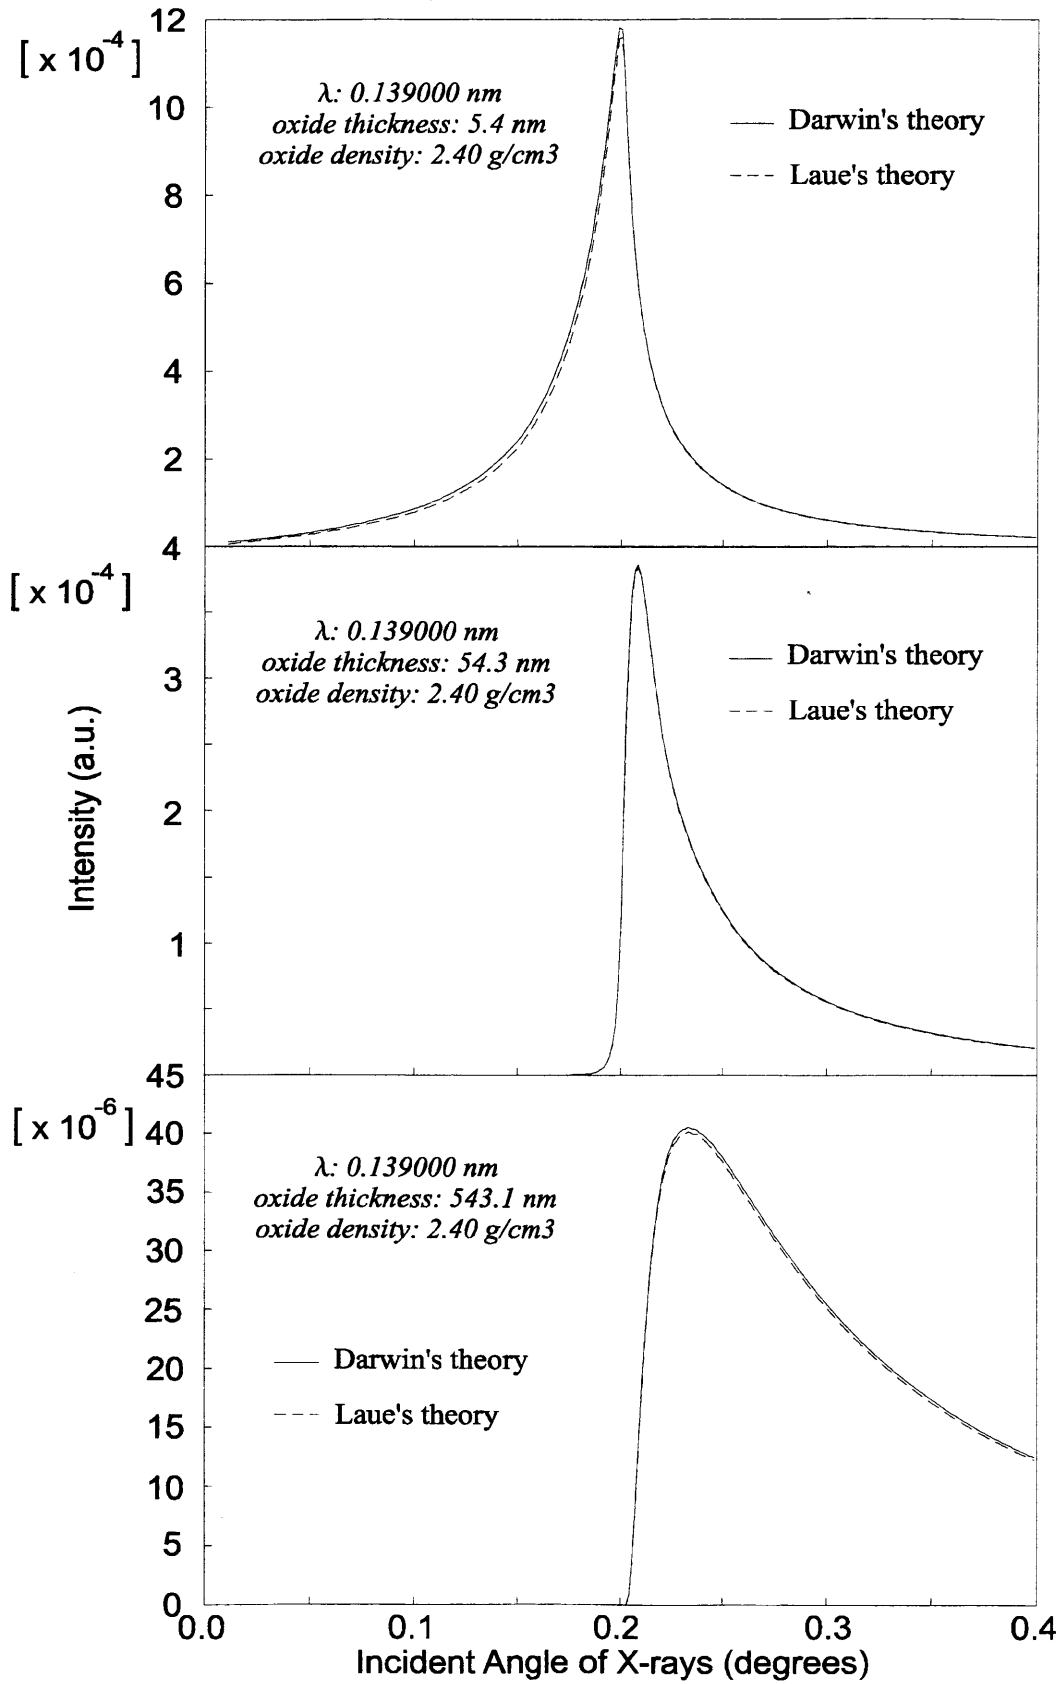 12
[ x 10-4 ]
λ: 0.139000 nm
oxide thickness: 5.4 nm
oxide density: 2.40 g/cm3
Darwin's theory
Laue's theory
10
8
6
4
2
4
[ x 10-4 ]
λ: 0.139000 nm
oxide thickness: 54.3 nm
oxide density: 2.40 g/cm3
Darwin's theory
Laue's theory
3
2
1
Intensity (a.u.)
45
[ x 10-6 ]
40
λ: 0.139000 nm
oxide thickness: 543.1 nm
oxide density: 2.40 g/cm3
35
30
25
20
15
10
5
0
Darwin's theory
Laue's theory
0.0 0.1 0.2 0.3 0.4
Incident Angle of X-rays (degrees)